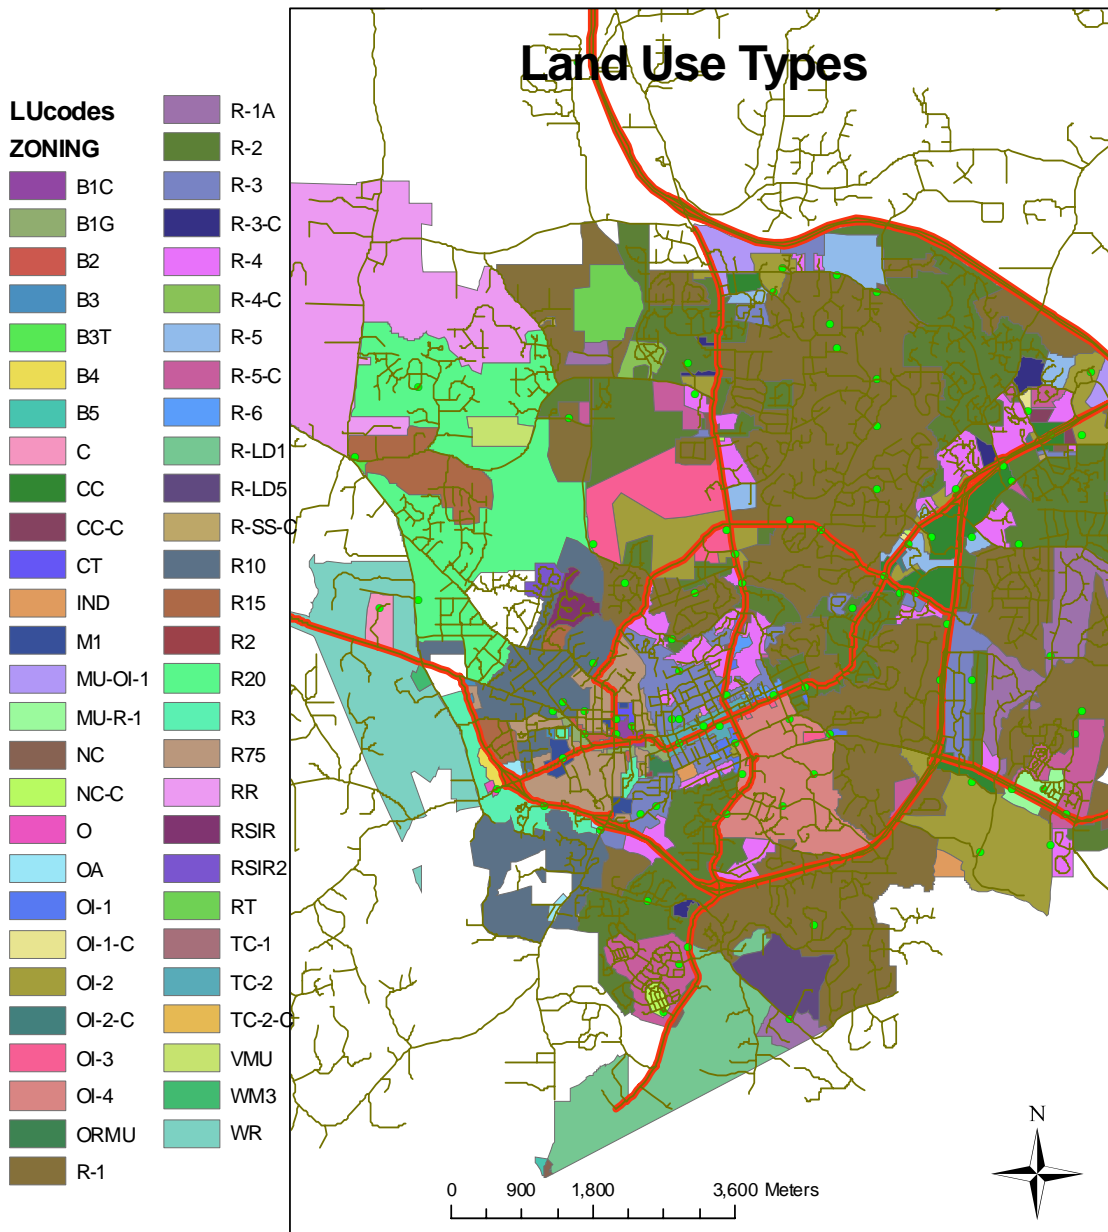 Land Use Types
LUcodes
ZONING
B1C
B1G
B2
B3
B3T
B4
B5
C
CC
CC-C
CT
IND
M1
MU-OI-1
MU-R-1
NC
NC-C
O
OA
OI-1
OI-1-C
OI-2
OI-2-C
OI-3
OI-4
ORMU
R-1
R-1A
R-2
R-3
R-3-C
R-4
R-4-C
R-5
R-5-C
R-6
R-LD1
R-LD5
R-SS-C
R10
R15
R2
R20
R3
R75
RR
RSIR
RSIR2
RT
TC-1
TC-2
TC-2-C
VMU
WM3
WR
N
0 900 1,800 3,600 Meters